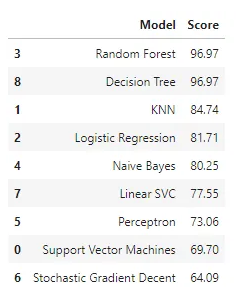 Model Score
3 Random Forest 96.97
8 Decision Tree 96.97
1 KNN 84.74
2 Logistic Regression 81.71
4 Naive Bayes 80.25
7 Linear SVC 77.55
5 Perceptron 73.06
0 Support Vector Machines 69.70
6 Stochastic Gradient Decent 64.09